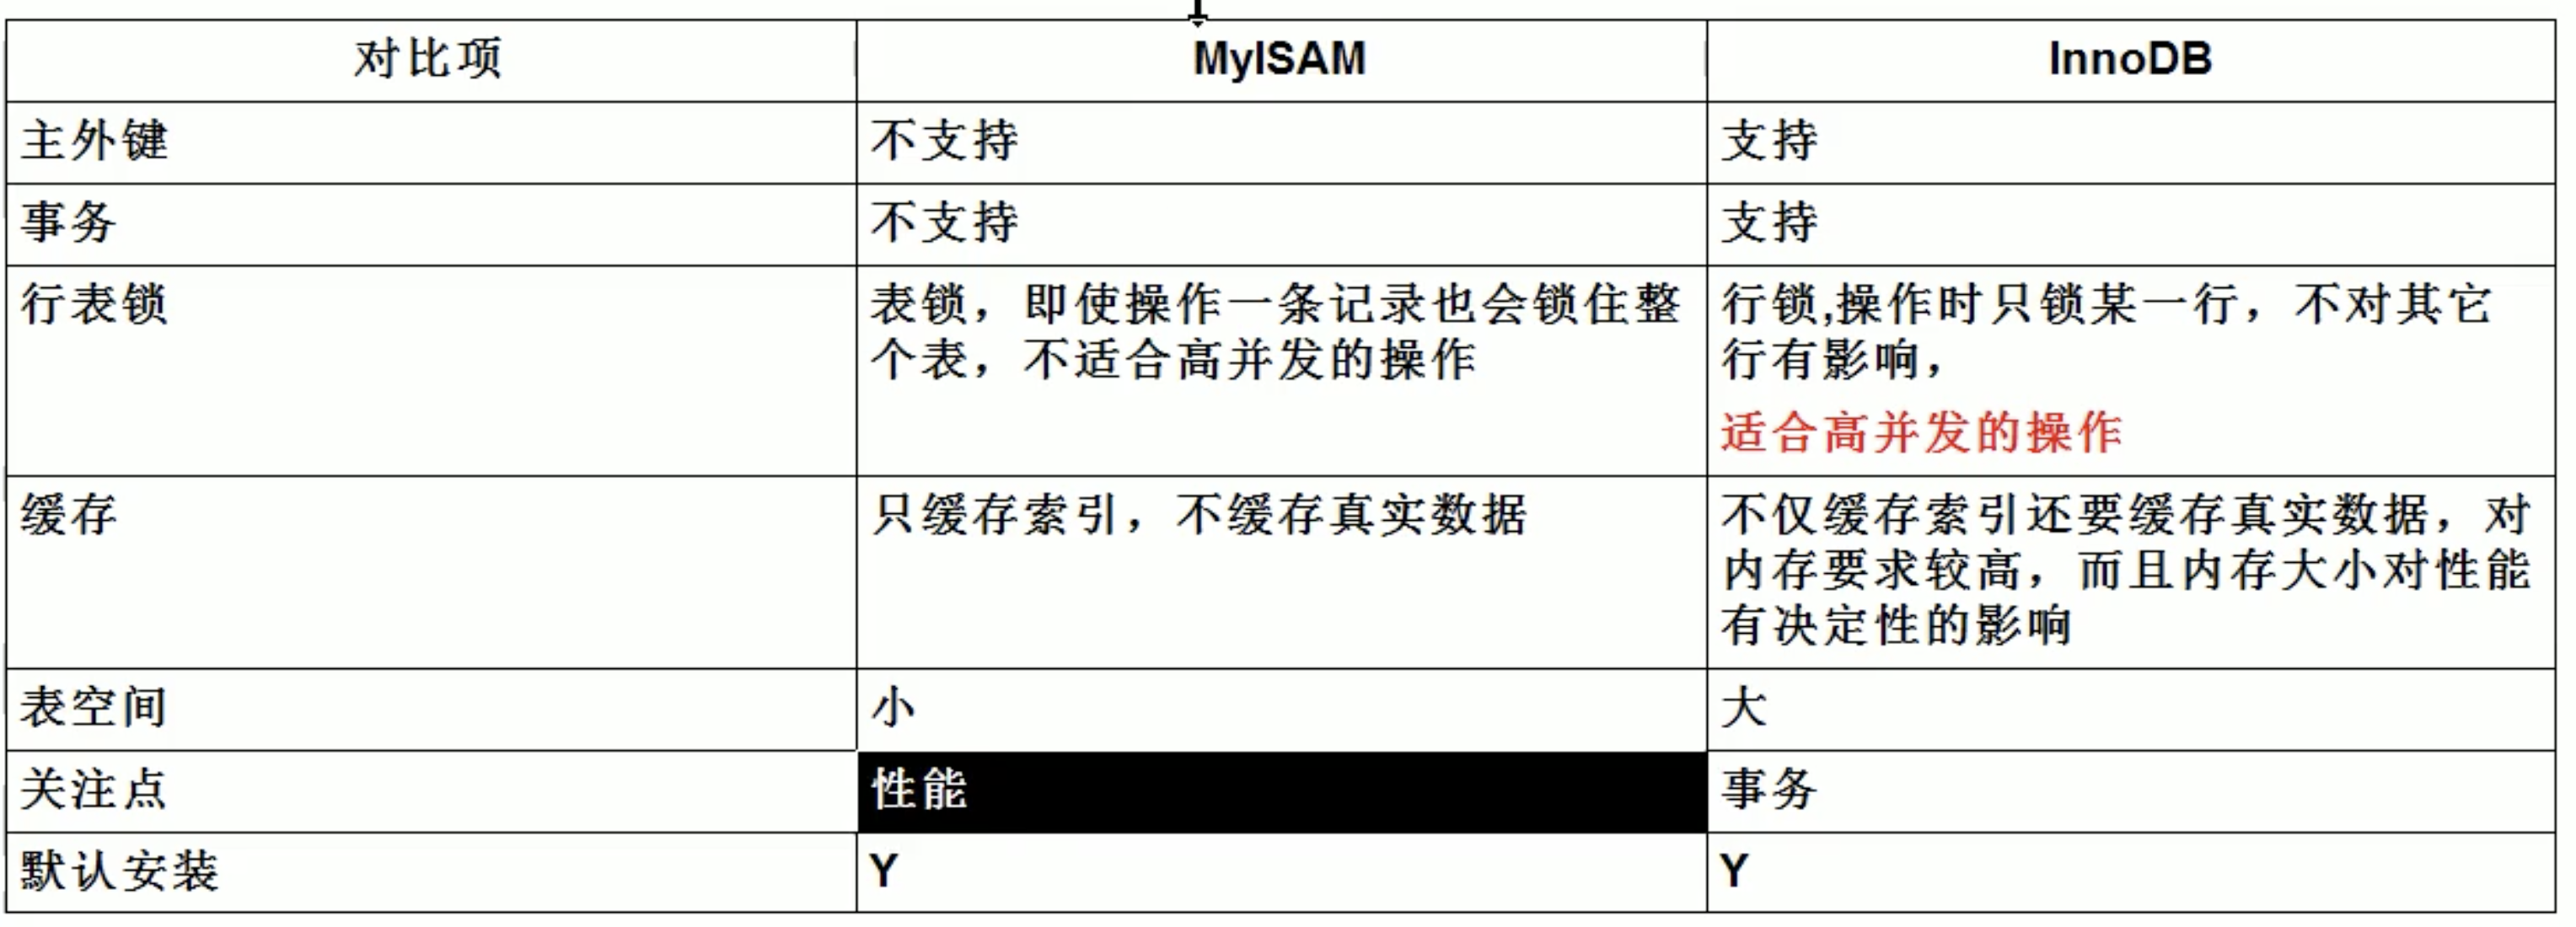 对比项 MyISAM InnoDB
主外键 不支持 支持
事务 不支持 支持
行表锁 表锁，即使操作一条记录也会锁住整 行锁,操作时只锁某一行，不对其它
个表，不适合高并发的操作 行有影响，
适合高并发的操作
缓存 只缓存索引，不缓存真实数据 不仅缓存索引还要缓存真实数据，对
内存要求较高，而且内存大小对性能
有决定性的影响
表空间 小 大
关注点 性能 事务
默认安装 Y Y